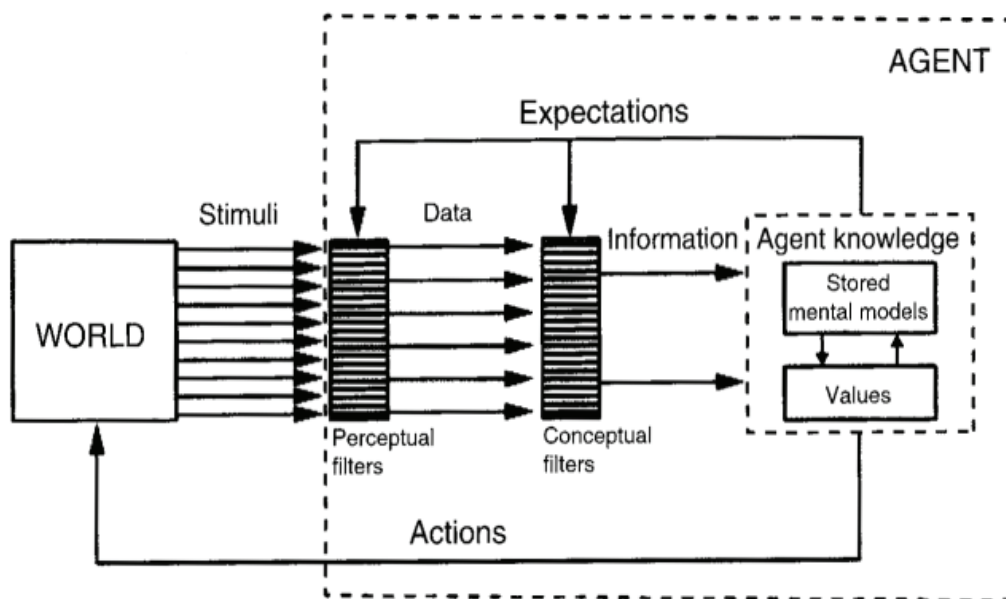 AGENT
Expectations
Stimuli
Data
Information
Agent knowledge
Stored
mental models
WORLD
Values
Perceptual
filters
Conceptual
filters
Actions